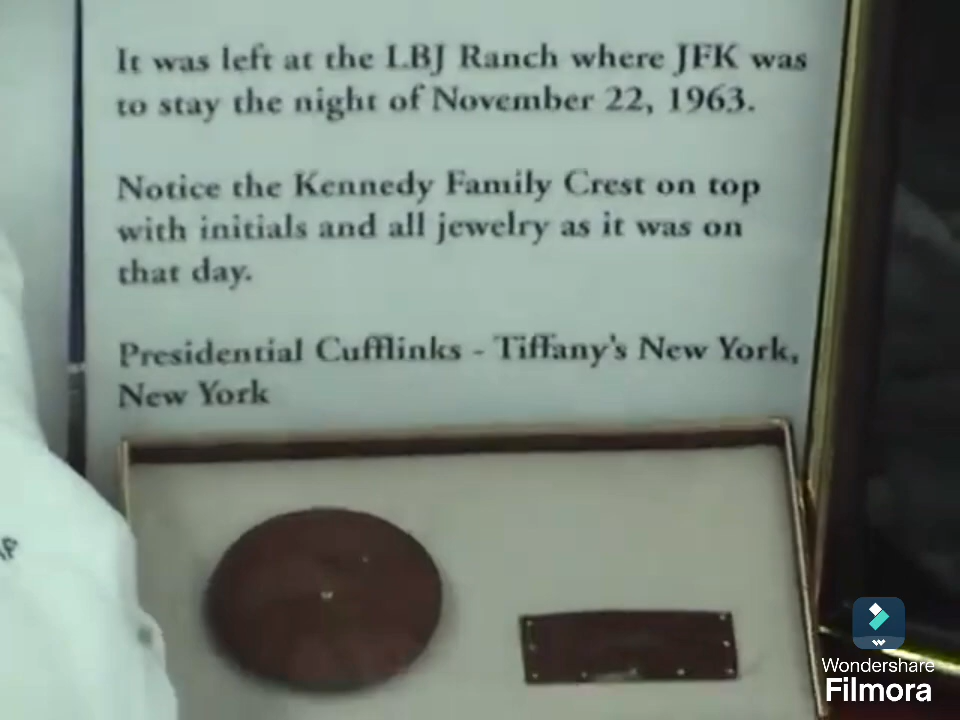 It was left at the LBJ Ranch where JFK was
to stay the night of November 22, 1963.
Notice the Kennedy Family Crest on top
with initials and all jewelry as it was on
that day.
Presidential Cufflinks - Tiffany's New York,
New York
Wondershare
Filmora